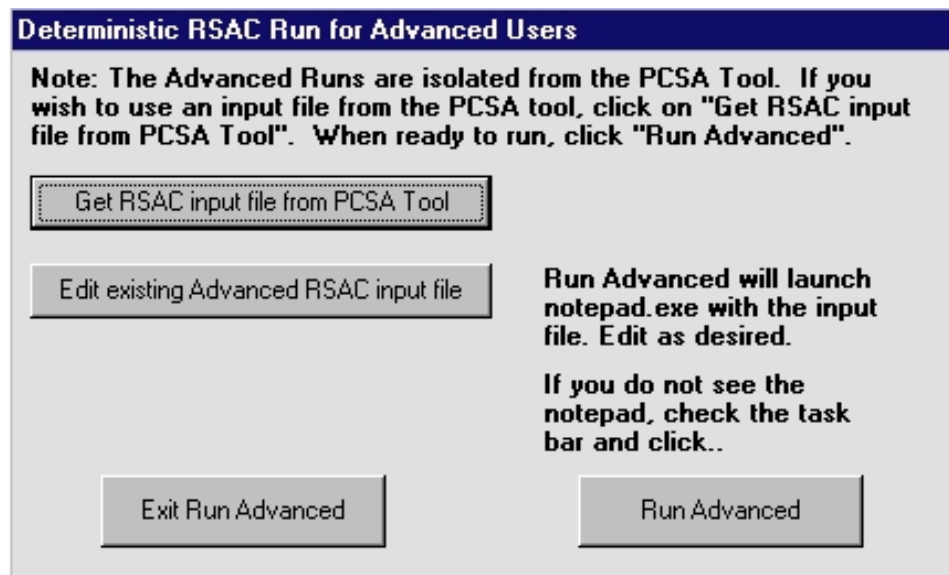 Deterministic RSAC Run for Advanced Users
Note: The Advanced Runs are isolated from the PCSA Tool.  If you
wish to use an input file from the PCSA tool, click on "Get RSAC input
file from PCSA Tool".  When ready to run, click "Run Advanced".
Get RSAC input file from PCSA Tool
Edit existing Advanced RSAC input file
Run Advanced will launch
notepad.exe with the input
file. Edit as desired.
If you do not see the
notepad, check the task
bar and click..
Exit Run Advanced
Run Advanced